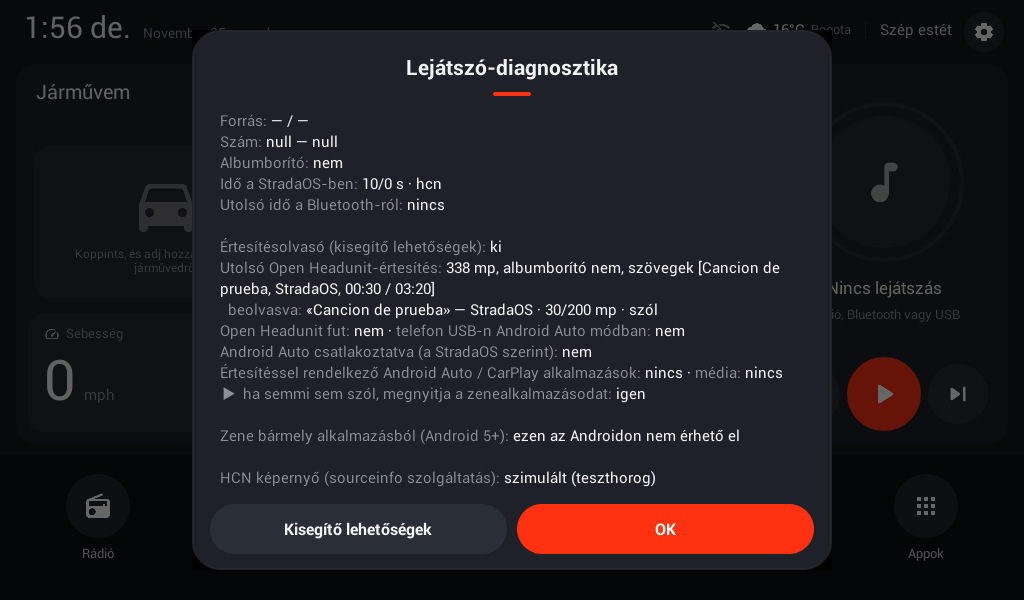 1:56 de.
16°C Bogota
Szép estét
Járművem
Lejátszó-diagnosztika
Forrás: — / —
Szám: null — null
Albumborító: nem
Idő a StradaOS-ben: 10/0 s · hcn
Utolsó idő a Bluetooth-ról: nincs
Értesítésolvasó (kisegítő lehetőségek): ki
Utolsó Open Headunit-értesítés: 338 mp, albumborító nem, szövegek [Cancion de
prueba, StradaOS, 00:30 / 03:20]
beolvasva: «Cancion de prueba» — StradaOS · 30/200 mp · szól
Open Headunit fut: nem · telefon USB-n Android Auto módban: nem
Android Auto csatlakoztatva (a StradaOS szerint): nem
Értesítéssel rendelkező Android Auto / CarPlay alkalmazások: nincs · média: nincs
▶ ha semmi sem szól, megnyitja a zenealkalmazásodat: igen
Zene bármely alkalmazásból (Android 5+): ezen az Androidon nem érhető el
HCN képernyő (sourceinfo szolgáltatás): szimulált (teszthorog)
Kisegítő lehetőségek
OK
Koppints, és adj
Sebesség
0 mph
Nincs lejátszás
Bluetooth vagy USB
Rádió
Appok